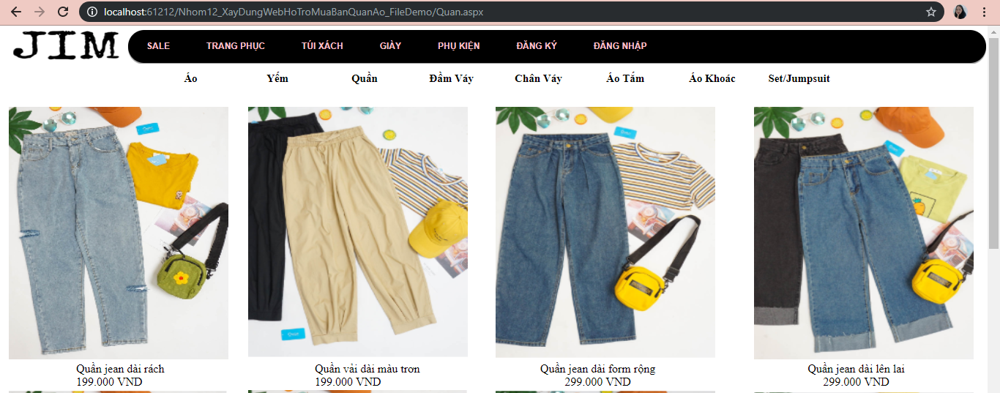 localhost:61212/Nhom12_XayDungWebHoTroMuaBanQuanAo_FileDemo/Quan.aspx
JIM
SALE TRANG PHỤC TÚI XÁCH GIÀY PHỤ KIỆN ĐĂNG KÝ ĐĂNG NHẬP
Áo Yếm Quần Đầm Váy Chân Váy Áo Tắm Áo Khoác Set/Jumpsuit
Quần jean dài rách Quần vải dài màu trơn Quần jean dài form rộng Quần jean dài lên lai
199.000 VND 199.000 VND 299.000 VND 299.000 VND